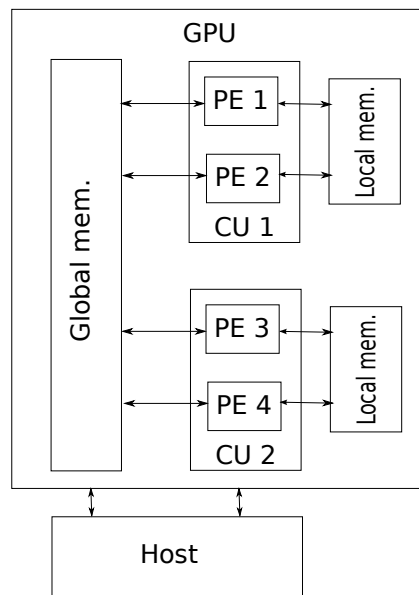 GPU
Global mem.
PE 1
PE 2
CU 1
Local mem.
PE 3
PE 4
CU 2
Local mem.
Host